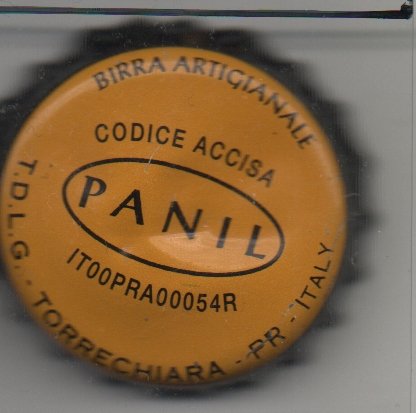 BIRRA ARTIGIANALE
CODICE ACCISA
PANIL
IT00PRA00054R
T.D.L.G. - TORRECHIARA - PR - ITALY